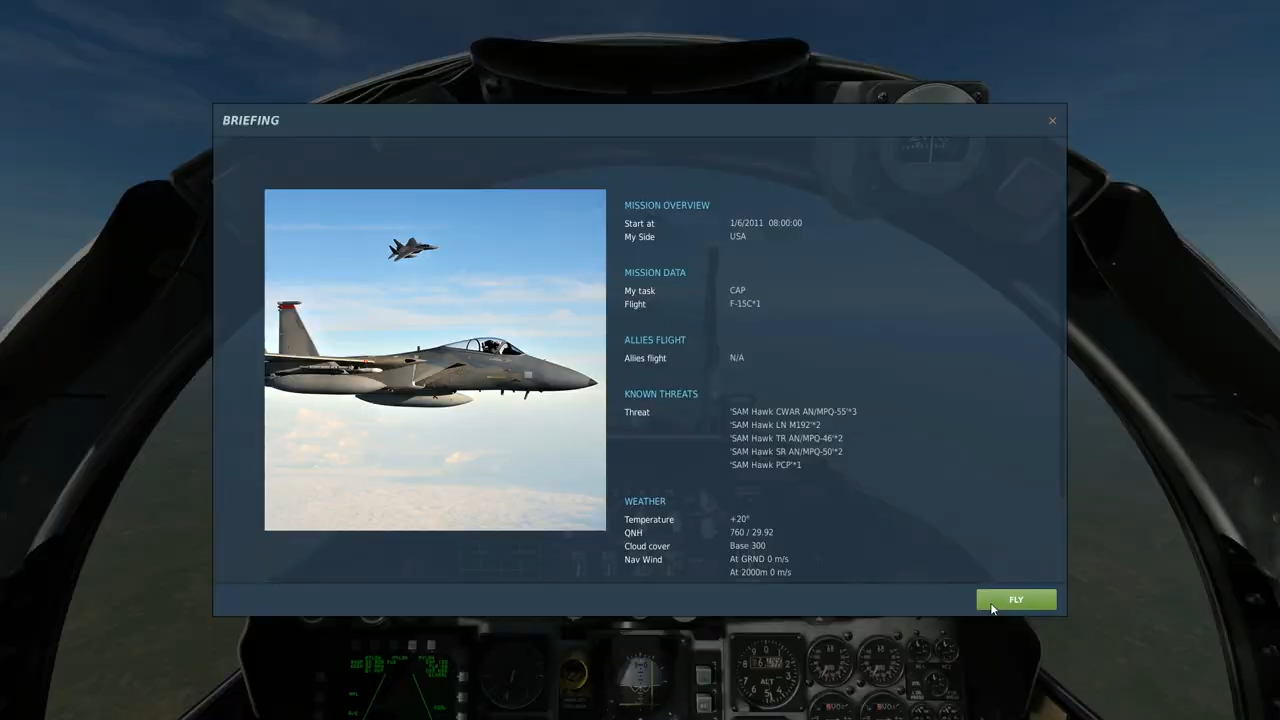 BRIEFING
MISSION OVERVIEW
Start at 1/6/2011 08:00:00
My Side USA
MISSION DATA
My task CAP
Flight F-15C*1
ALLIES FLIGHT
Allies flight N/A
KNOWN THREATS
Threat 'SAM Hawk CWAR AN/MPQ-55'*3
'SAM Hawk LN M192'*2
'SAM Hawk TR AN/MPQ-46'*2
'SAM Hawk SR AN/MPQ-50'*2
'SAM Hawk PCP'*1
WEATHER
Temperature +20°
QNH 760 / 29.92
Cloud cover Base 300
Nav Wind At GRND 0 m/s
At 2000m 0 m/s
FLY
ALT